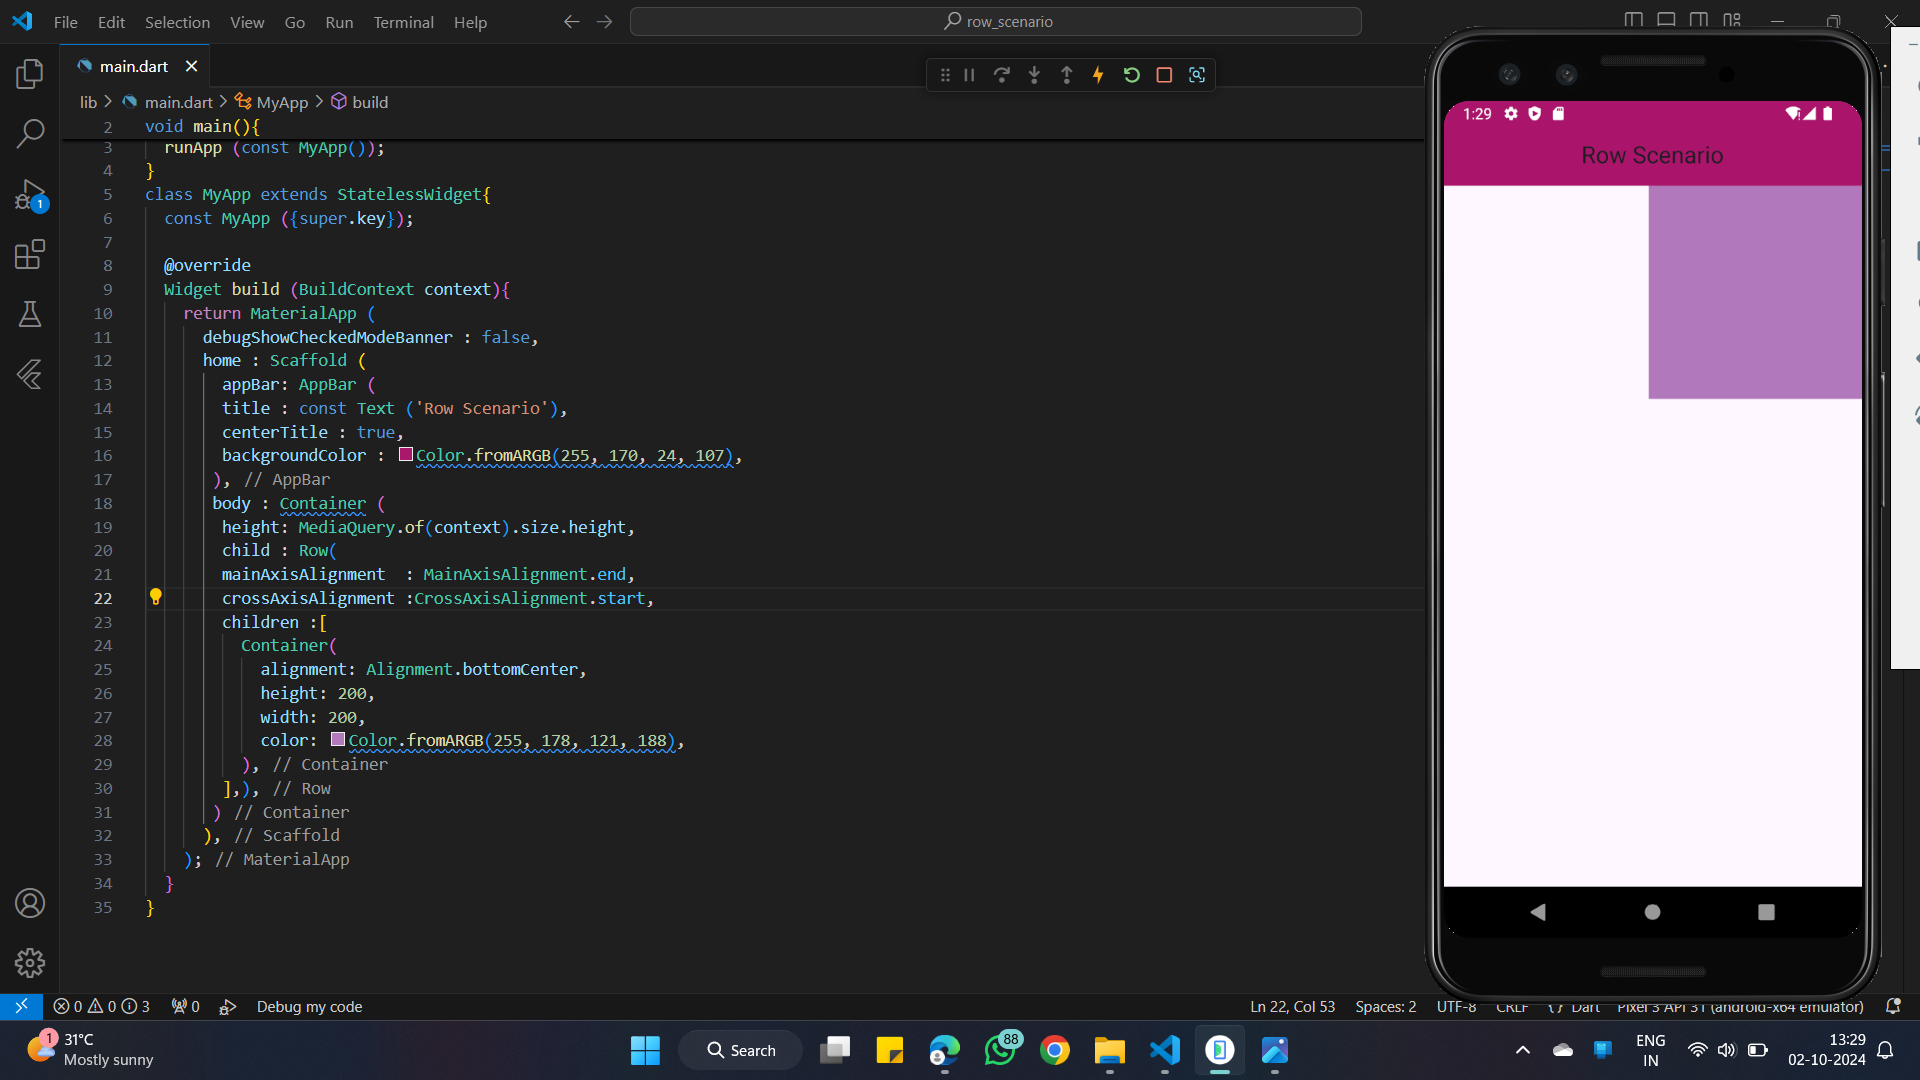 File Edit Selection View Go Run Terminal Help
row_scenario
main.dart
lib > main.dart > MyApp > build
2 void main(){
3 runApp (const MyApp());
4 }
5 class MyApp extends StatelessWidget{
6 const MyApp ({super.key});
7
8 @override
9 Widget build (BuildContext context){
10 return MaterialApp (
11 debugShowCheckedModeBanner : false,
12 home : Scaffold (
13 appBar: AppBar (
14 title : const Text ('Row Scenario'),
15 centerTitle : true,
16 backgroundColor : Color.fromARGB(255, 170, 24, 107),
17 ), // AppBar
18 body : Container (
19 height: MediaQuery.of(context).size.height,
20 child : Row(
21 mainAxisAlignment  : MainAxisAlignment.end,
22 crossAxisAlignment :CrossAxisAlignment.start,
23 children :[
24 Container(
25 alignment: Alignment.bottomCenter,
26 height: 200,
27 width: 200,
28 color: Color.fromARGB(255, 178, 121, 188),
29 ), // Container
30 ],), // Row
31 ) // Container
32 ), // Scaffold
33 ); // MaterialApp
34 }
35 }
1
1:29
Row Scenario
0 0 3 0 Debug my code
Ln 22, Col 53 Spaces: 2 UTF-8 CRLF {} Dart Pixel 3 API 31 (android-x64 emulator)
1
31°C
Mostly sunny
Search
88
ENG
IN
13:29
02-10-2024